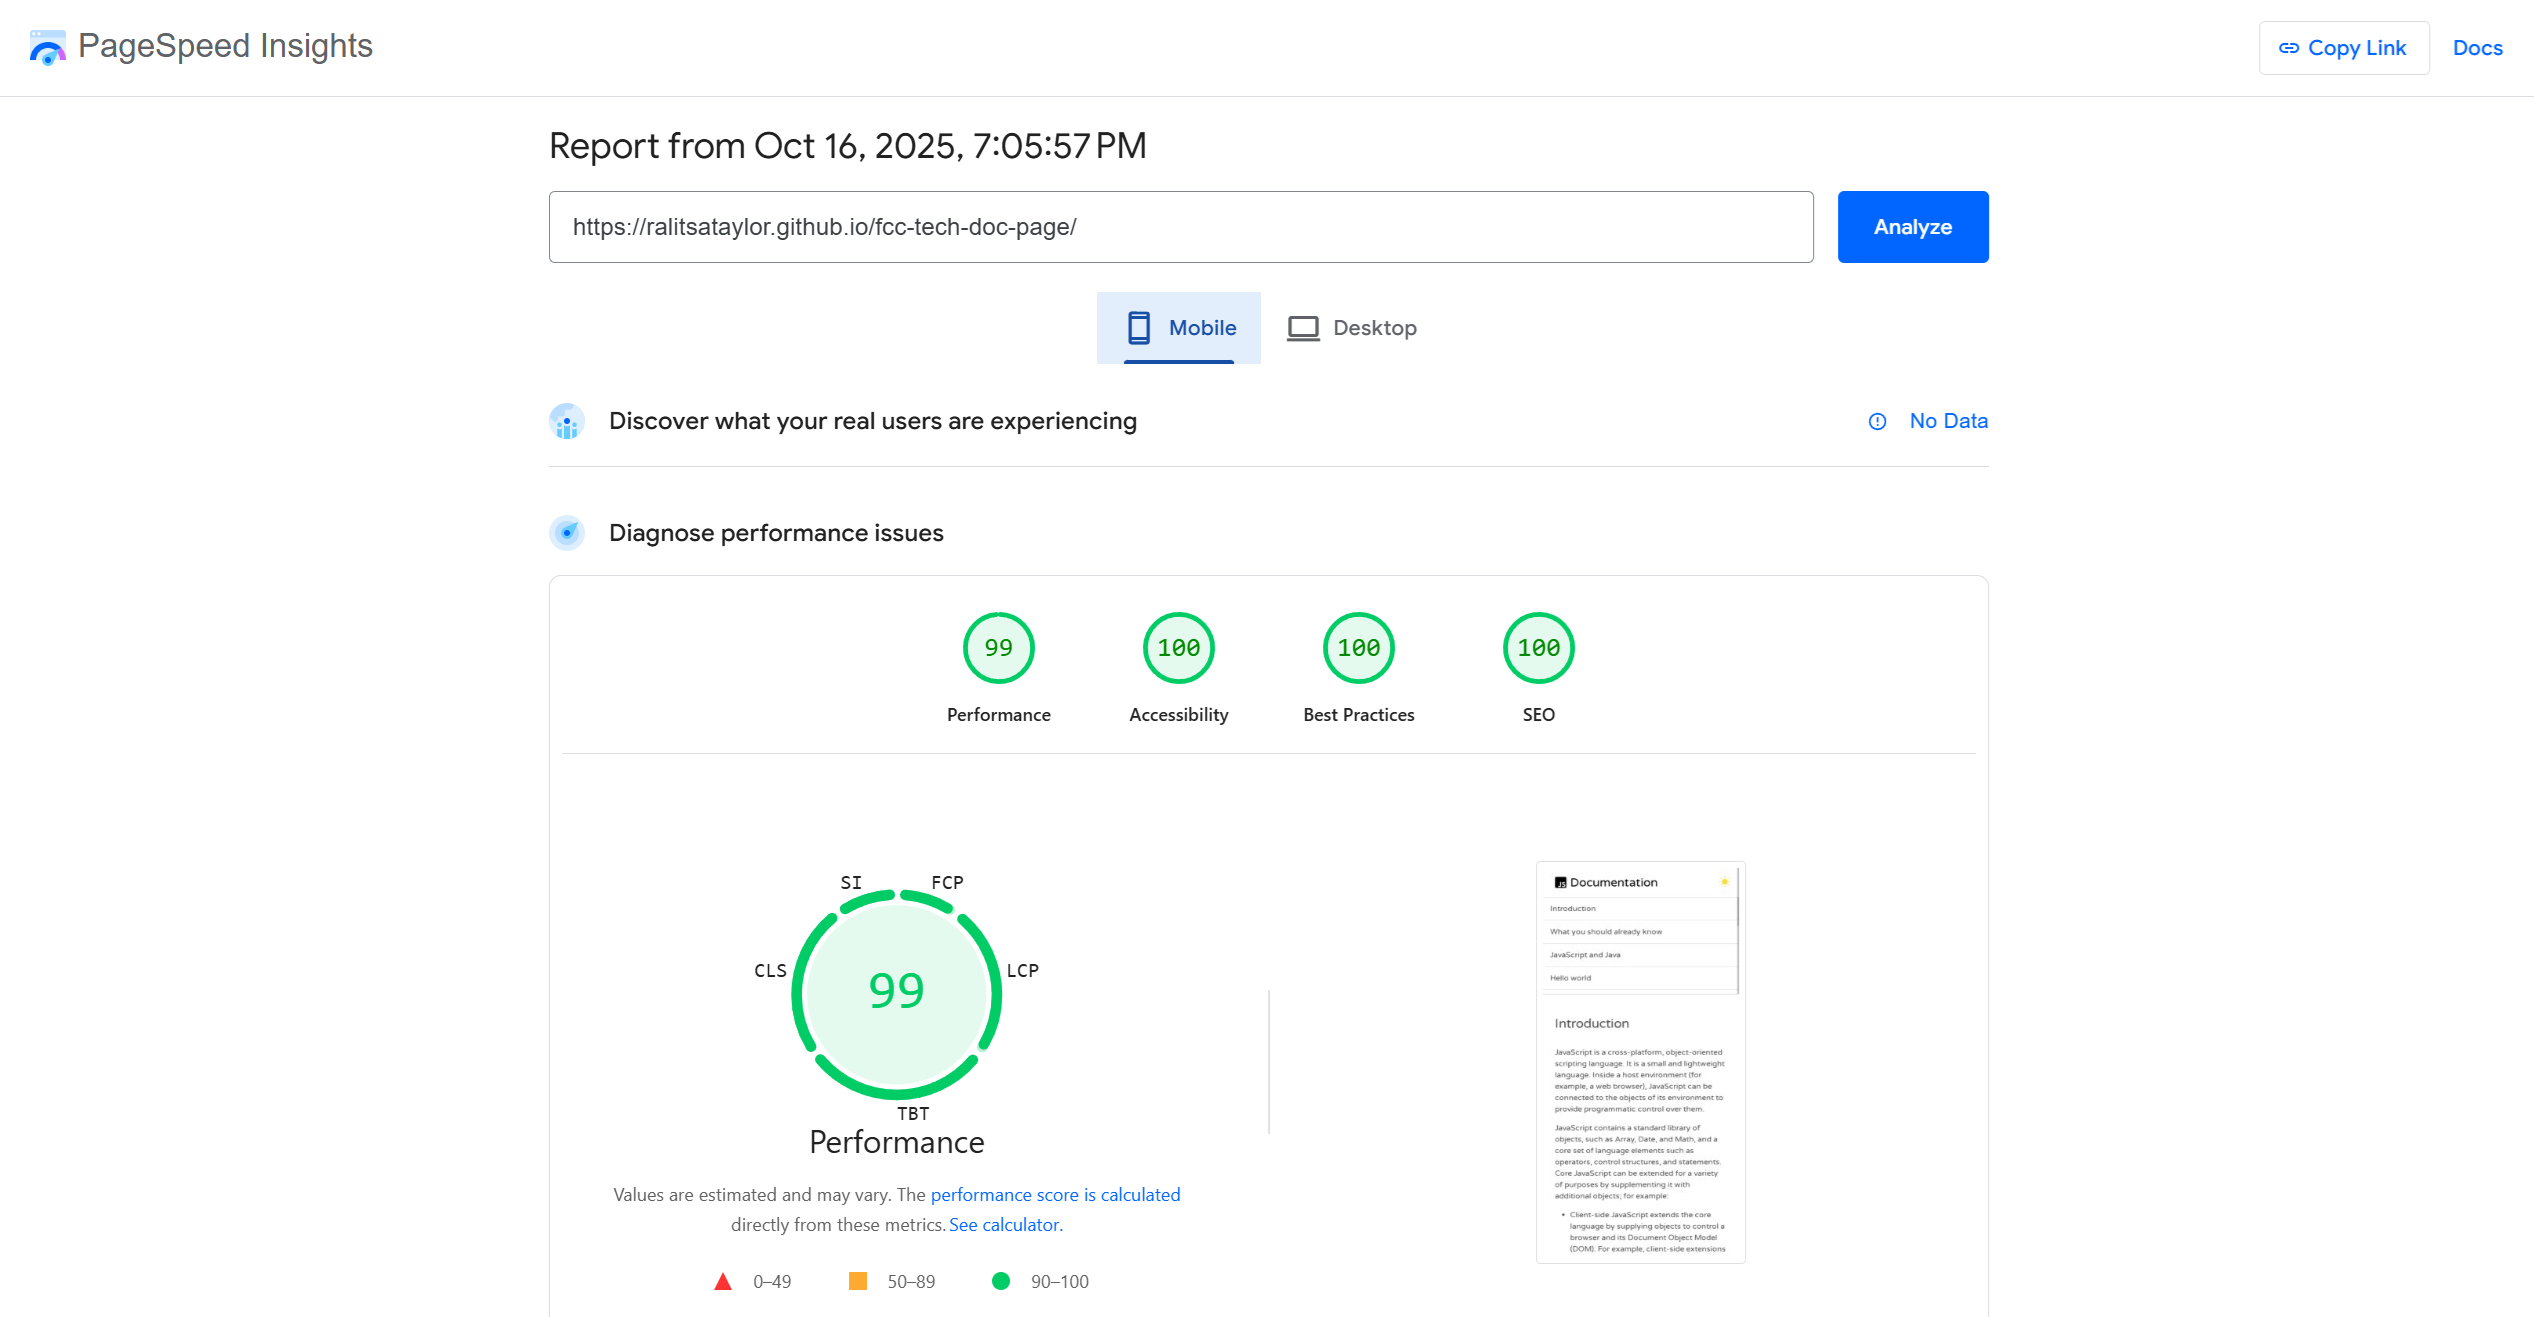 PageSpeed Insights
Copy Link
Docs
Report from Oct 16, 2025, 7:05:57 PM
https://ralitsataylor.github.io/fcc-tech-doc-page/
Analyze
Mobile
Desktop
Discover what your real users are experiencing
No Data
Diagnose performance issues
99
100
100
100
Performance
Accessibility
Best Practices
SEO
SI
FCP
CLS
LCP
99
TBT
Performance
Values are estimated and may vary. The performance score is calculated
directly from these metrics. See calculator.
0–49
50–89
90–100
JS Documentation
Introduction
What you should already know
JavaScript and Java
Hello world
Introduction
JavaScript is a cross-platform, object-oriented
scripting language. It is a small and lightweight
language. Inside a host environment (for
example, a web browser), JavaScript can be
connected to the objects of its environment to
provide programmatic control over them.
JavaScript contains a standard library of
objects, such as Array, Date, and Math, and a
core set of language elements such as
operators, control structures, and statements.
Core JavaScript can be extended for a variety
of purposes by supplementing it with
additional objects; for example:
• Client-side JavaScript extends the core
language by supplying objects to control a
browser and its Document Object Model
(DOM). For example, client-side extensions